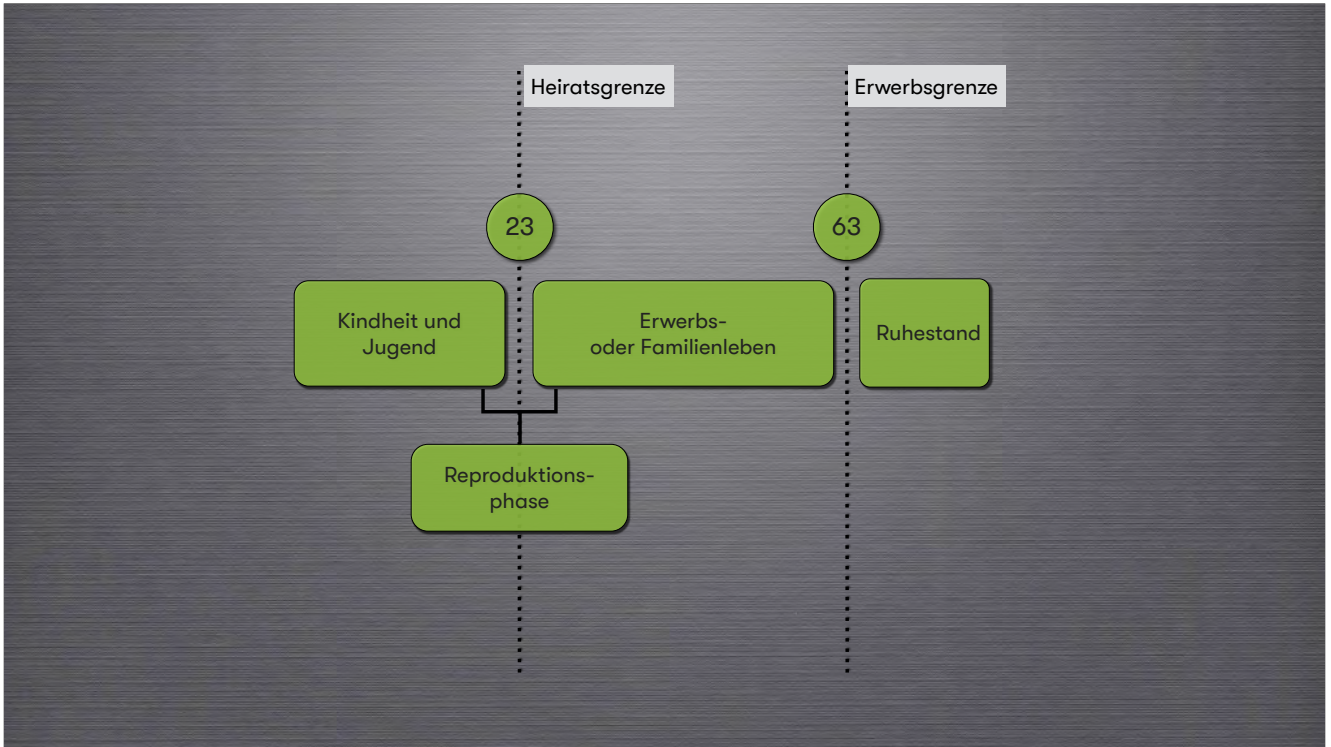 Heiratsgrenze
Erwerbsgrenze
23
63
Kindheit und
Jugend
Erwerbs-
oder Familienleben
Ruhestand
Reproduktions-
phase